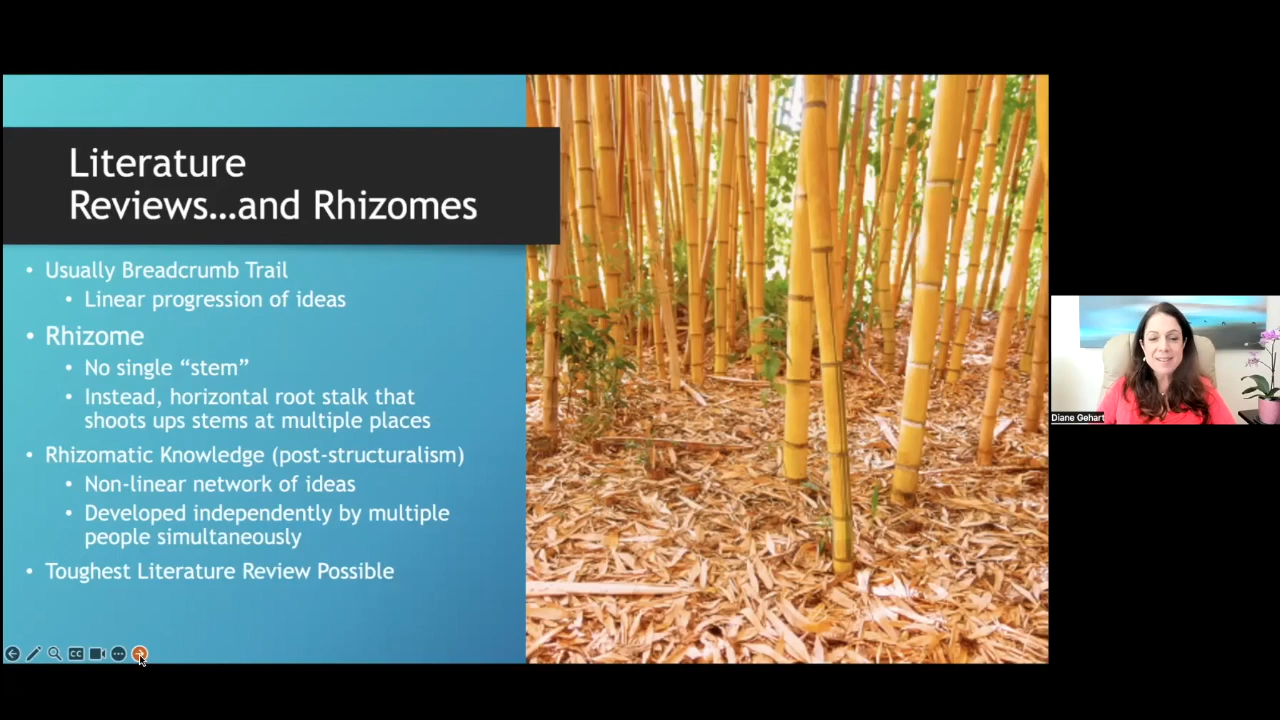 Literature
Reviews…and Rhizomes
• Usually Breadcrumb Trail
• Linear progression of ideas
• Rhizome
• No single “stem”
• Instead, horizontal root stalk that
shoots ups stems at multiple places
• Rhizomatic Knowledge (post-structuralism)
• Non-linear network of ideas
• Developed independently by multiple
people simultaneously
• Toughest Literature Review Possible
CC
Diane Gehart